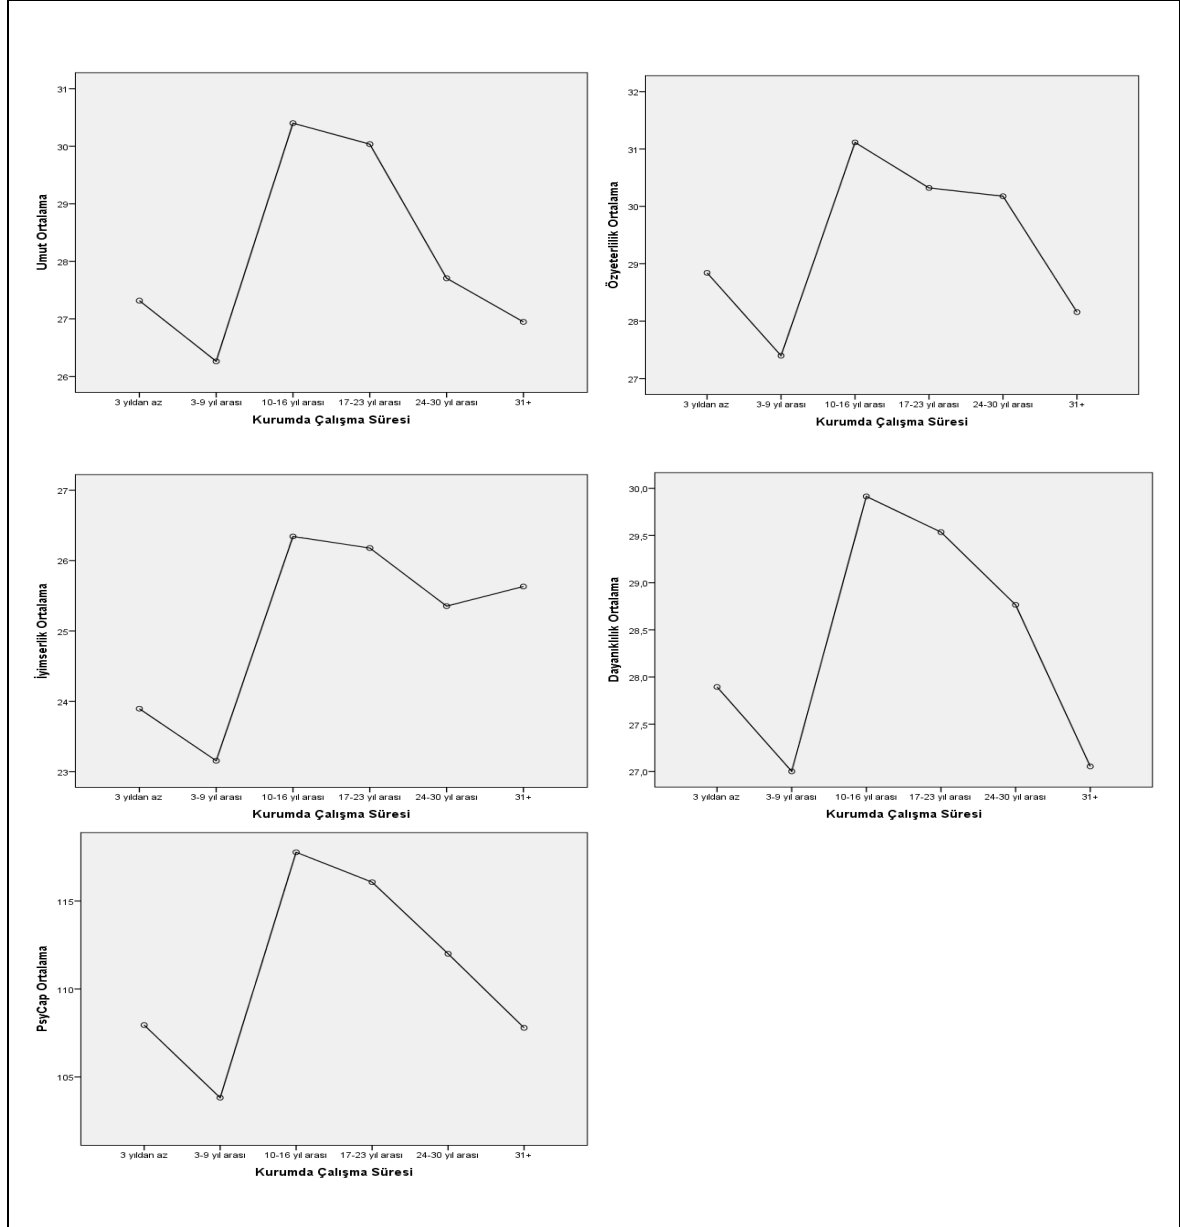 Umut Ortalama
31
30
29
28
27
26
3 yıldan az 3-9 yıl arası 10-16 yıl arası 17-23 yıl arası 24-30 yıl arası 31+
Kurumda Çalışma Süresi
Özyeterlilik Ortalama
32
31
30
29
28
27
3 yıldan az 3-9 yıl arası 10-16 yıl arası 17-23 yıl arası 24-30 yıl arası 31+
Kurumda Çalışma Süresi
İyimserlik Ortalama
27
26
25
24
23
3 yıldan az 3-9 yıl arası 10-16 yıl arası 17-23 yıl arası 24-30 yıl arası 31+
Kurumda Çalışma Süresi
Dayanıklılık Ortalama
30,0
29,5
29,0
28,5
28,0
27,5
27,0
3 yıldan az 3-9 yıl arası 10-16 yıl arası 17-23 yıl arası 24-30 yıl arası 31+
Kurumda Çalışma Süresi
PsyCap Ortalama
115
110
105
3 yıldan az 3-9 yıl arası 10-16 yıl arası 17-23 yıl arası 24-30 yıl arası 31+
Kurumda Çalışma Süresi